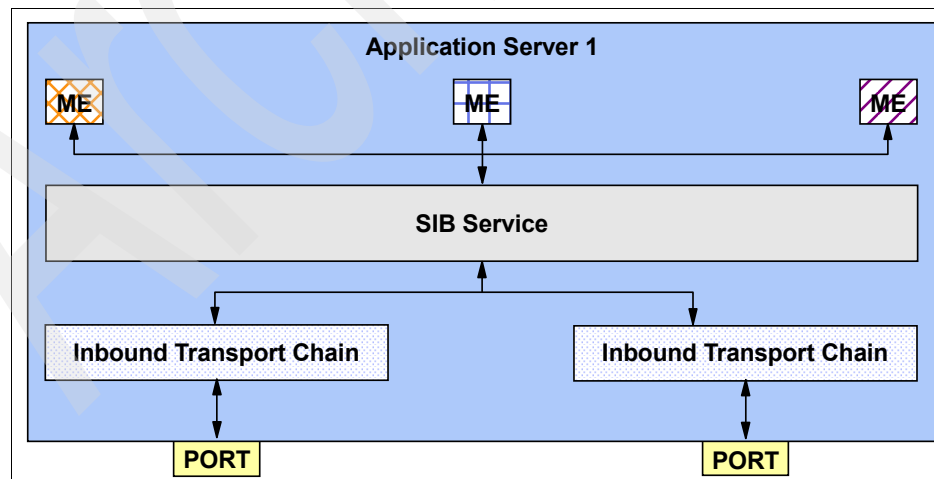 Application Server 1
ME ME ME
SIB Service
Inbound Transport Chain Inbound Transport Chain
PORT PORT